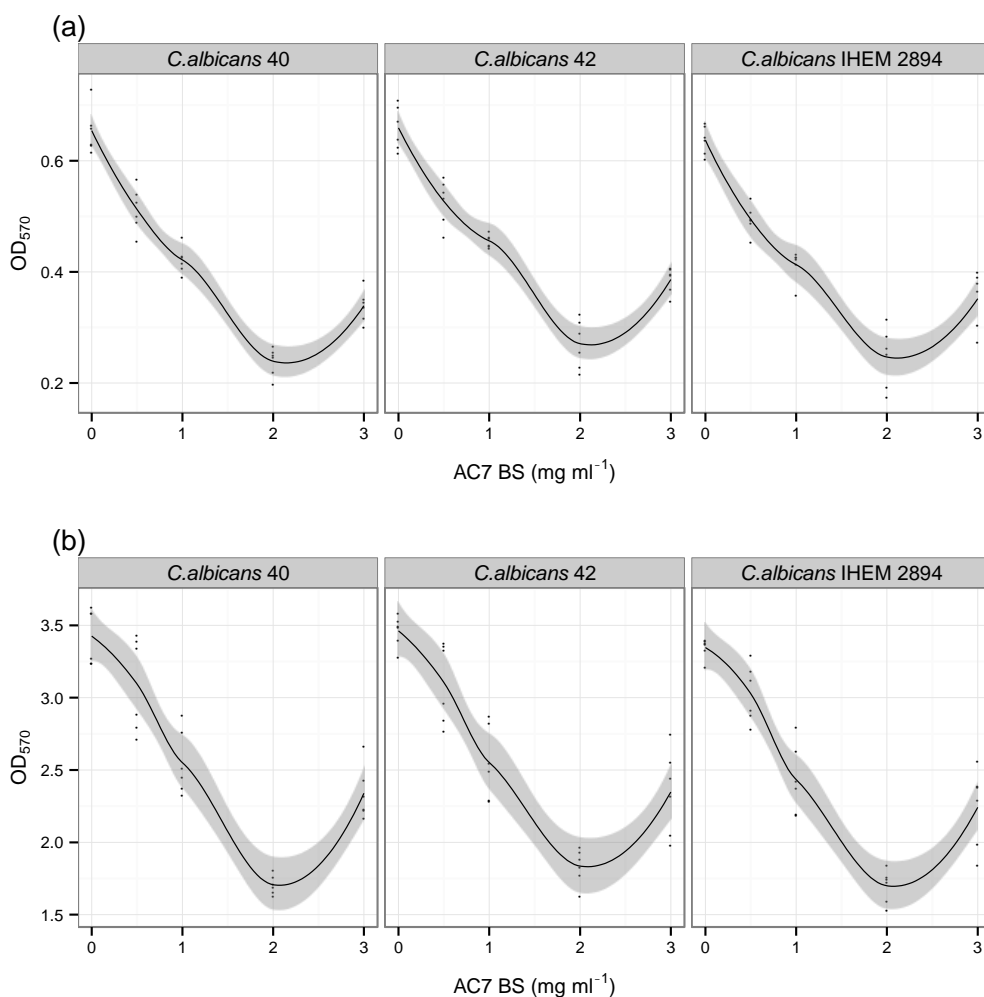 (a)
C.albicans 40 C.albicans 42 C.albicans IHEM 2894
0.6
0.4
0.2
OD570
0 1 2 3 0 1 2 3 0 1 2 3
AC7 BS (mg ml⁻¹)
(b)
C.albicans 40 C.albicans 42 C.albicans IHEM 2894
3.5
3.0
2.5
2.0
1.5
OD570
0 1 2 3 0 1 2 3 0 1 2 3
AC7 BS (mg ml⁻¹)